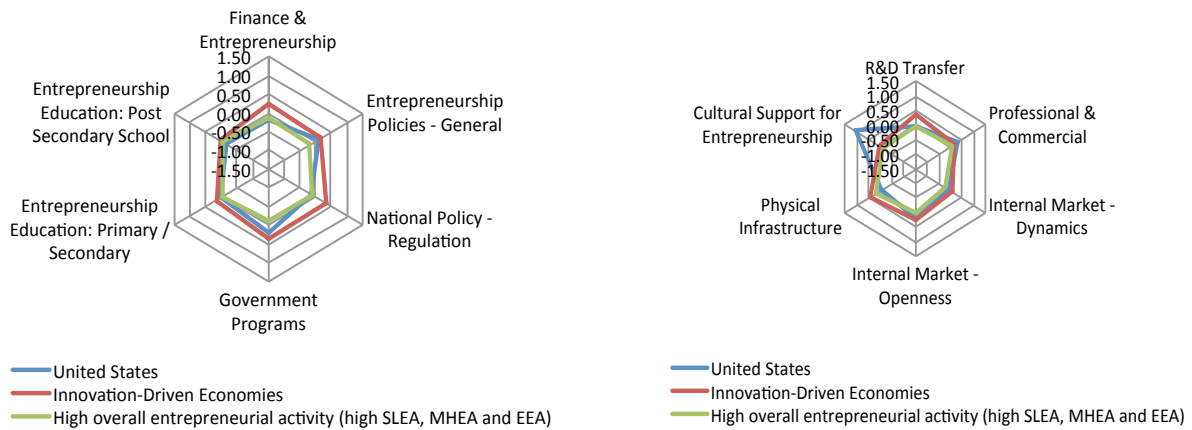 Finance &
Entrepreneurship
1.50
1.00
0.50
0.00
-0.50
-1.00
-1.50
Entrepreneurship
Policies - General
National Policy -
Regulation
Government
Programs
Entrepreneurship
Education: Primary /
Secondary
Entrepreneurship
Education: Post
Secondary School
United States
Innovation-Driven Economies
High overall entrepreneurial activity (high SLEA, MHEA and EEA)
R&D Transfer
1.50
1.00
0.50
0.00
-0.50
-1.00
-1.50
Professional &
Commercial
Internal Market -
Dynamics
Internal Market -
Openness
Physical
Infrastructure
Cultural Support for
Entrepreneurship
United States
Innovation-Driven Economies
High overall entrepreneurial activity (high SLEA, MHEA and EEA)